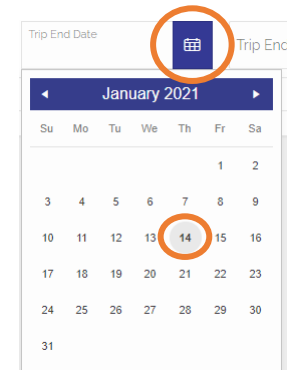 Trip End Date
Trip End
January 2021
Su Mo Tu We Th Fr Sa
1 2
3 4 5 6 7 8 9
10 11 12 13 14 15 16
17 18 19 20 21 22 23
24 25 26 27 28 29 30
31